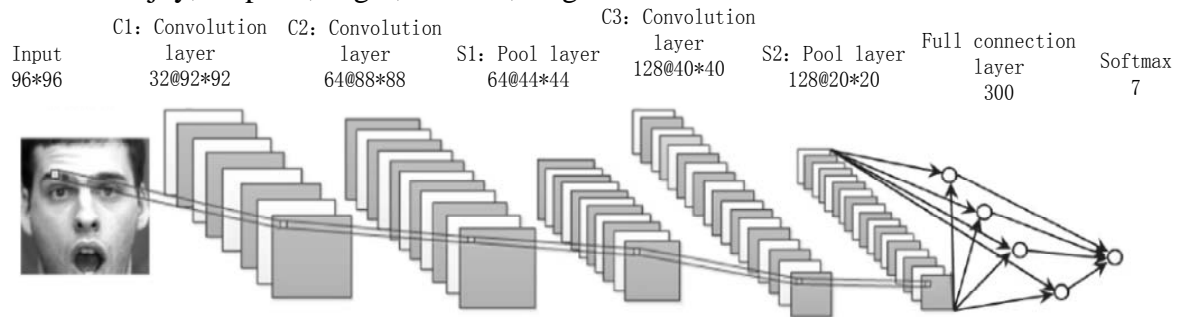 Input
96*96
C1: Convolution
layer
32@92*92
C2: Convolution
layer
64@88*88
S1: Pool layer
64@44*44
C3: Convolution
layer
128@40*40
S2: Pool layer
128@20*20
Full connection
layer
300
Softmax
7